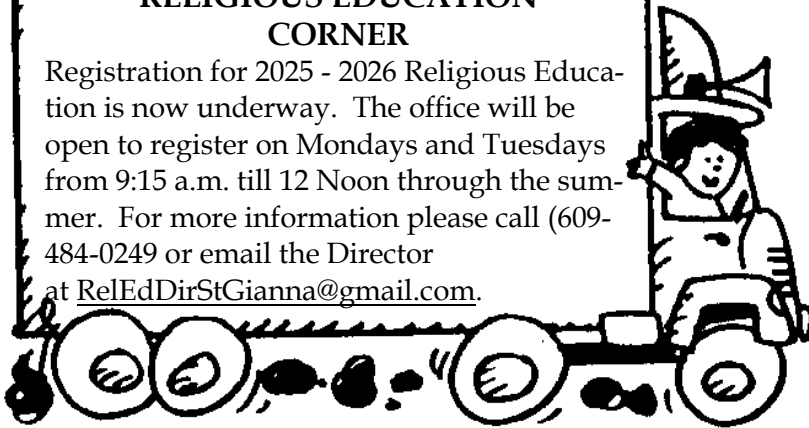 RELIGIOUS EDUCATION
CORNER
Registration for 2025 - 2026 Religious Educa-
tion is now underway.  The office will be
open to register on Mondays and Tuesdays
from 9:15 a.m. till 12 Noon through the sum-
mer.  For more information please call (609-
484-0249 or email the Director
at RelEdDirStGianna@gmail.com.